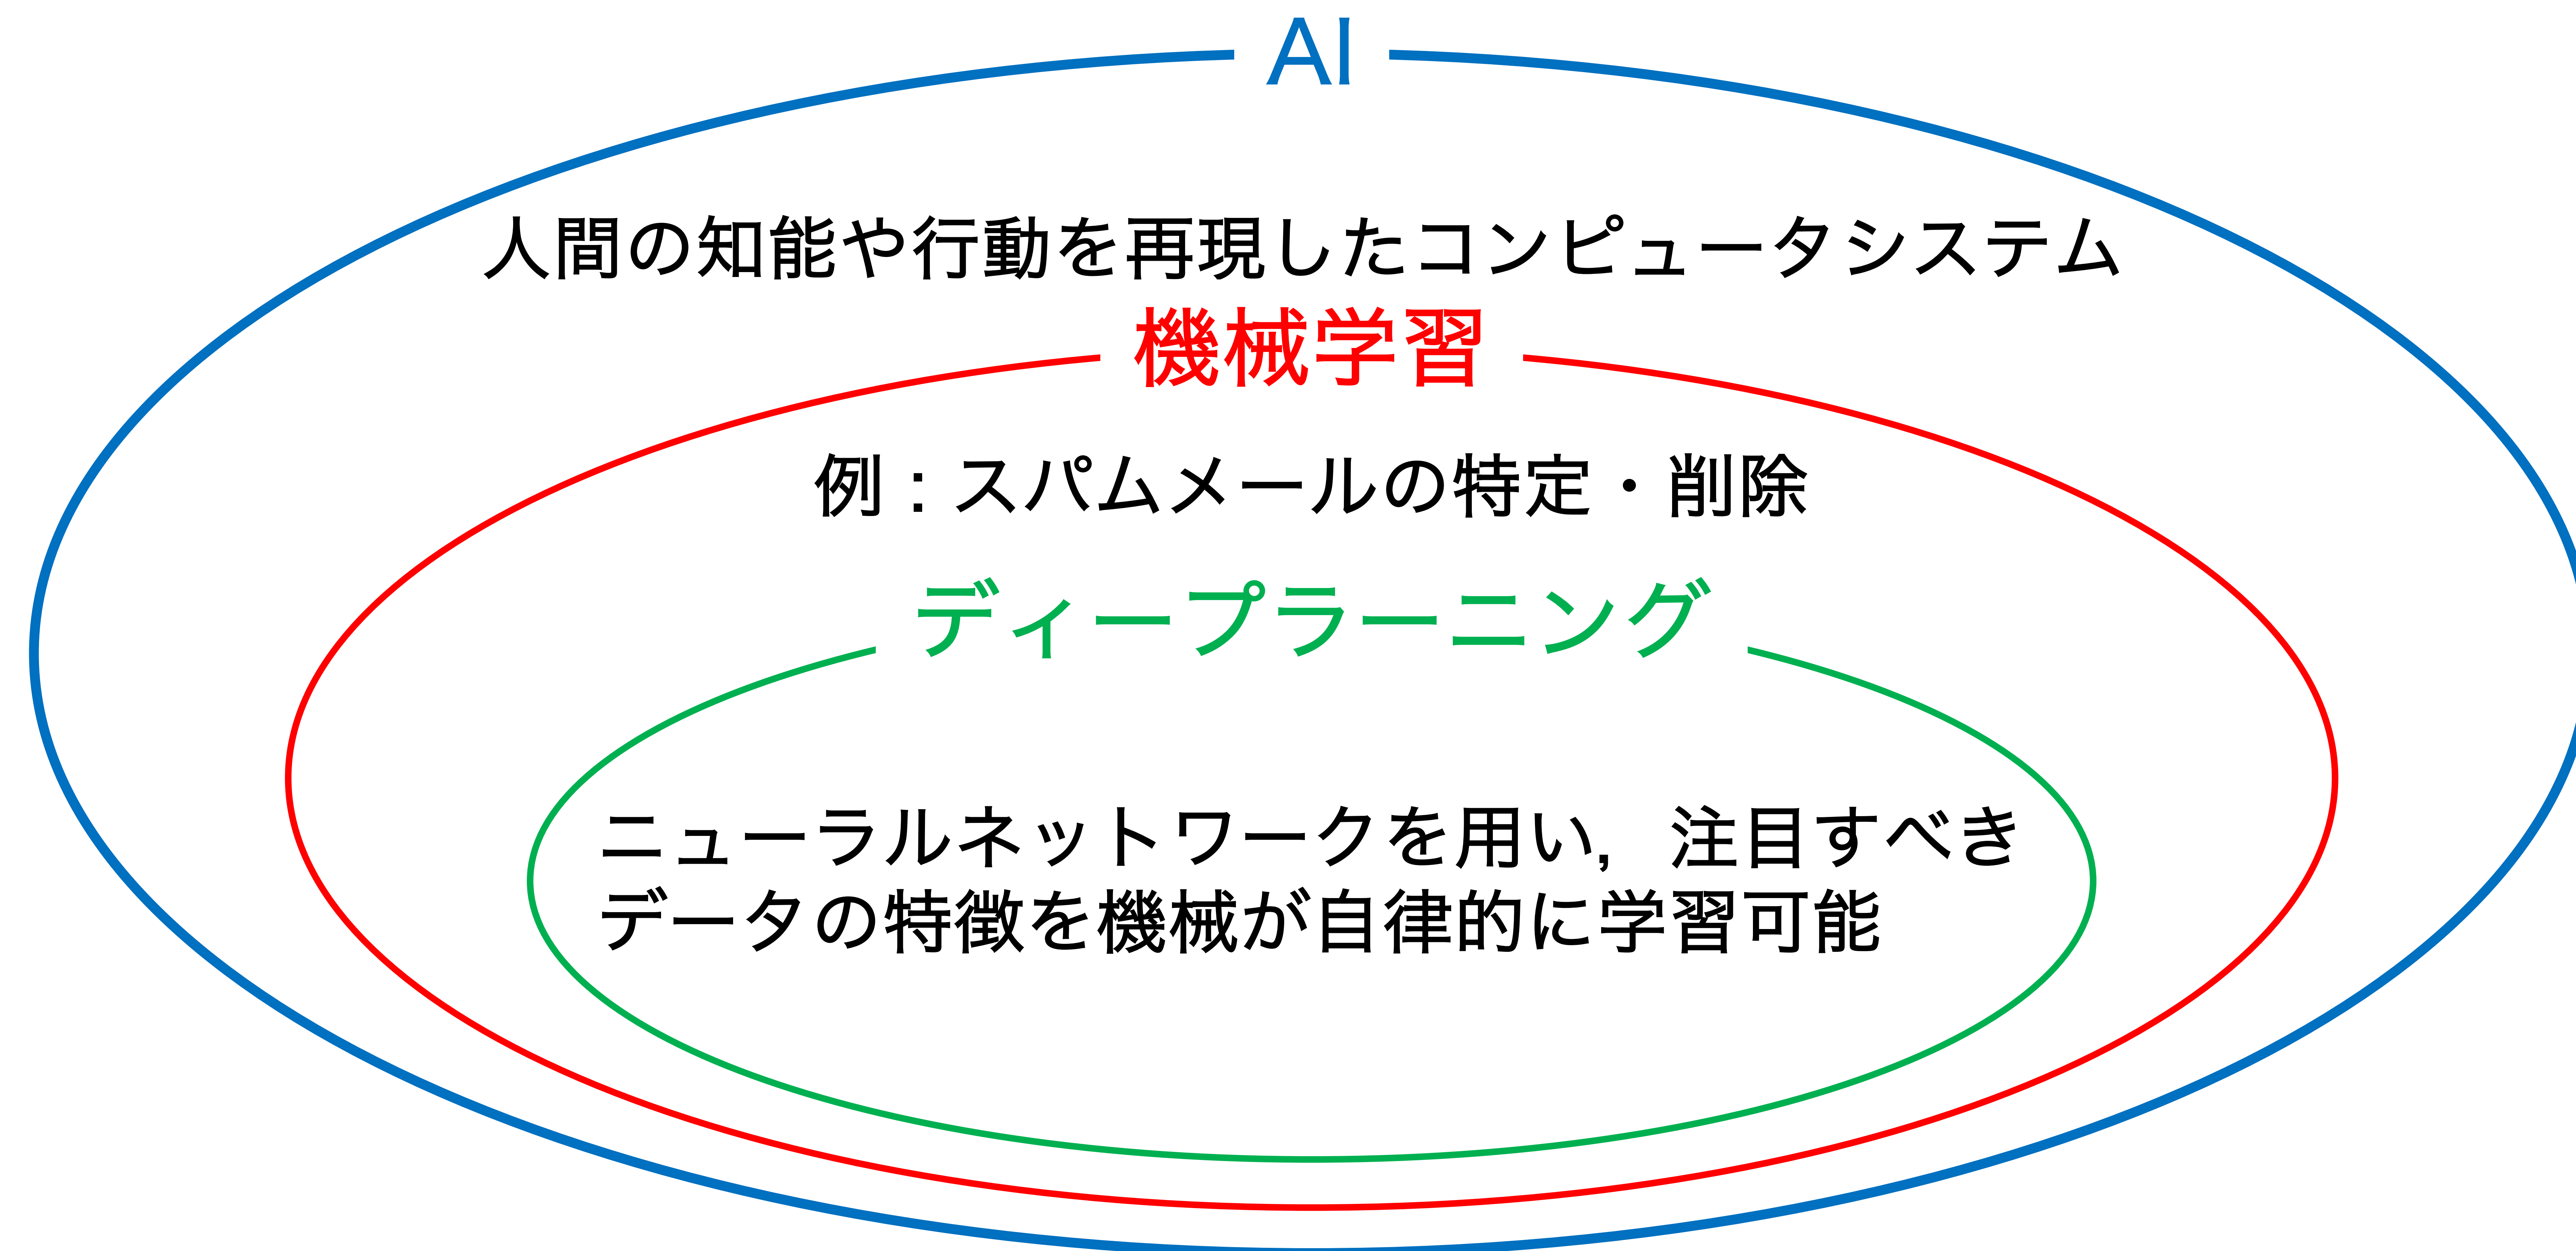 AI
人間の知能や行動を再現したコンピュータシステム
機械学習
例：スパムメールの特定・削除
ディープラーニング
ニューラルネットワークを用い，注目すべき
データの特徴を機械が自律的に学習可能